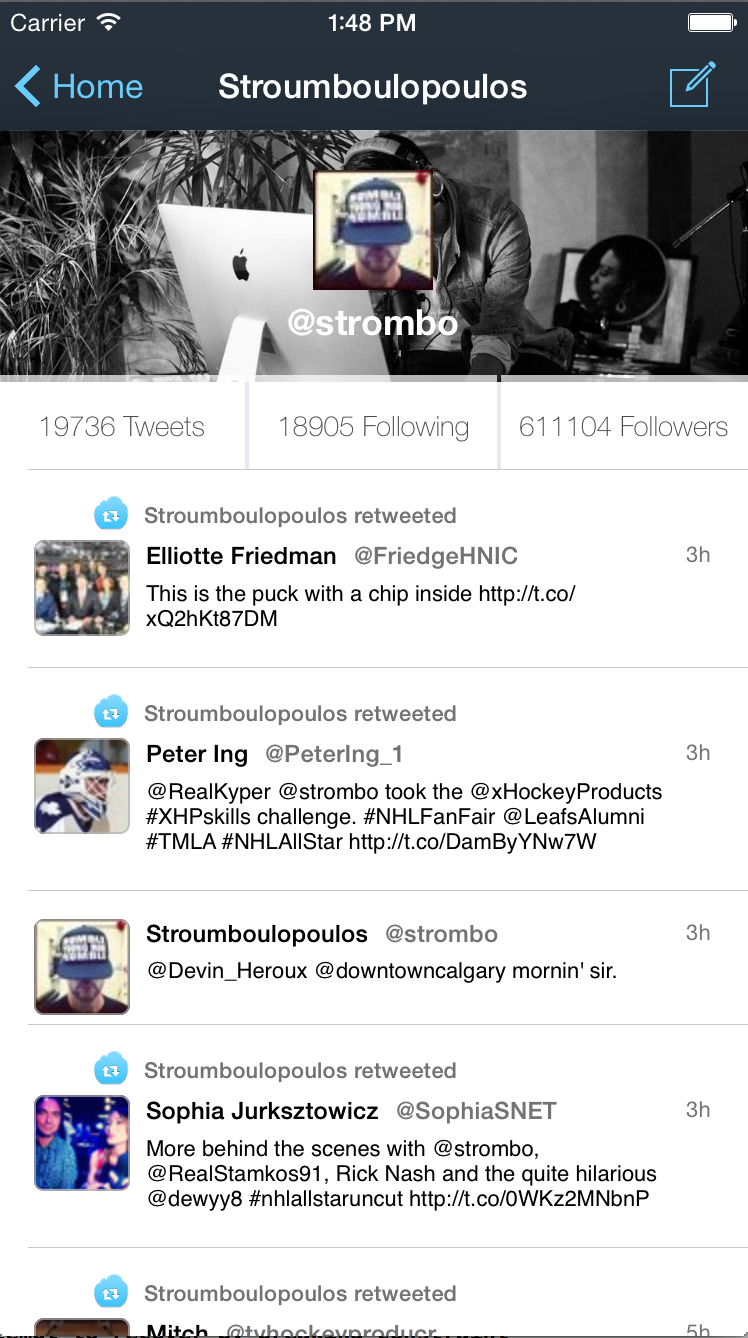 Carrier 1:48 PM
Home Stroumboulopoulos
@strombo
19736 Tweets 18905 Following 611104 Followers
Stroumboulopoulos retweeted
Elliotte Friedman @FriedgeHNIC 3h
This is the puck with a chip inside http://t.co/
xQ2hKt87DM
Stroumboulopoulos retweeted
Peter Ing @PeterIng_1 3h
@RealKyper @strombo took the @xHockeyProducts
#XHPskills challenge. #NHLFanFair @LeafsAlumni
#TMLA #NHLAllStar http://t.co/DamByYNw7W
Stroumboulopoulos @strombo 3h
@Devin_Heroux @downtowncalgary mornin' sir.
Stroumboulopoulos retweeted
Sophia Jurksztowicz @SophiaSNET 3h
More behind the scenes with @strombo,
@RealStamkos91, Rick Nash and the quite hilarious
@dewyy8 #nhlallstaruncut http://t.co/0WKz2MNbnP
Stroumboulopoulos retweeted
Mitch @tvhockeyproducr 5h